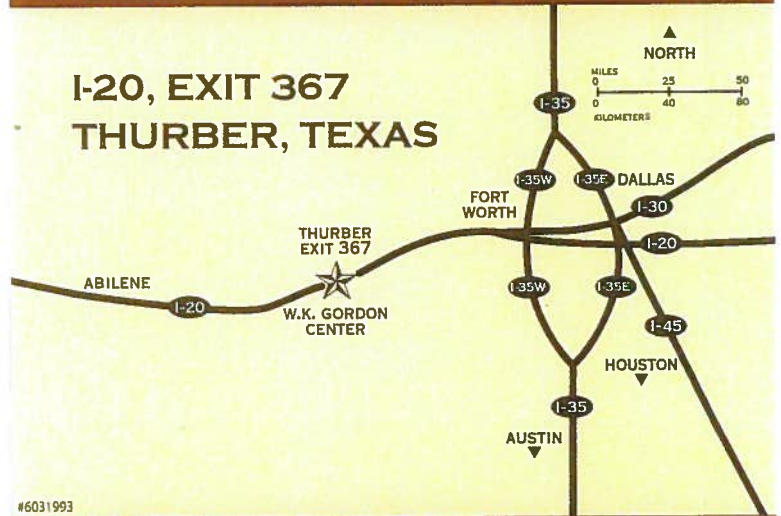 I-20, EXIT 367
THURBER, TEXAS
NORTH
MILES
0 25 50
0 40 80
KILOMETERS
I-35
I-35W
I-35E
DALLAS
I-30
FORT
WORTH
I-20
THURBER
EXIT 367
ABILENE
I-20
W.K. GORDON
CENTER
I-35W
I-35E
I-45
HOUSTON
I-35
AUSTIN
#6031993